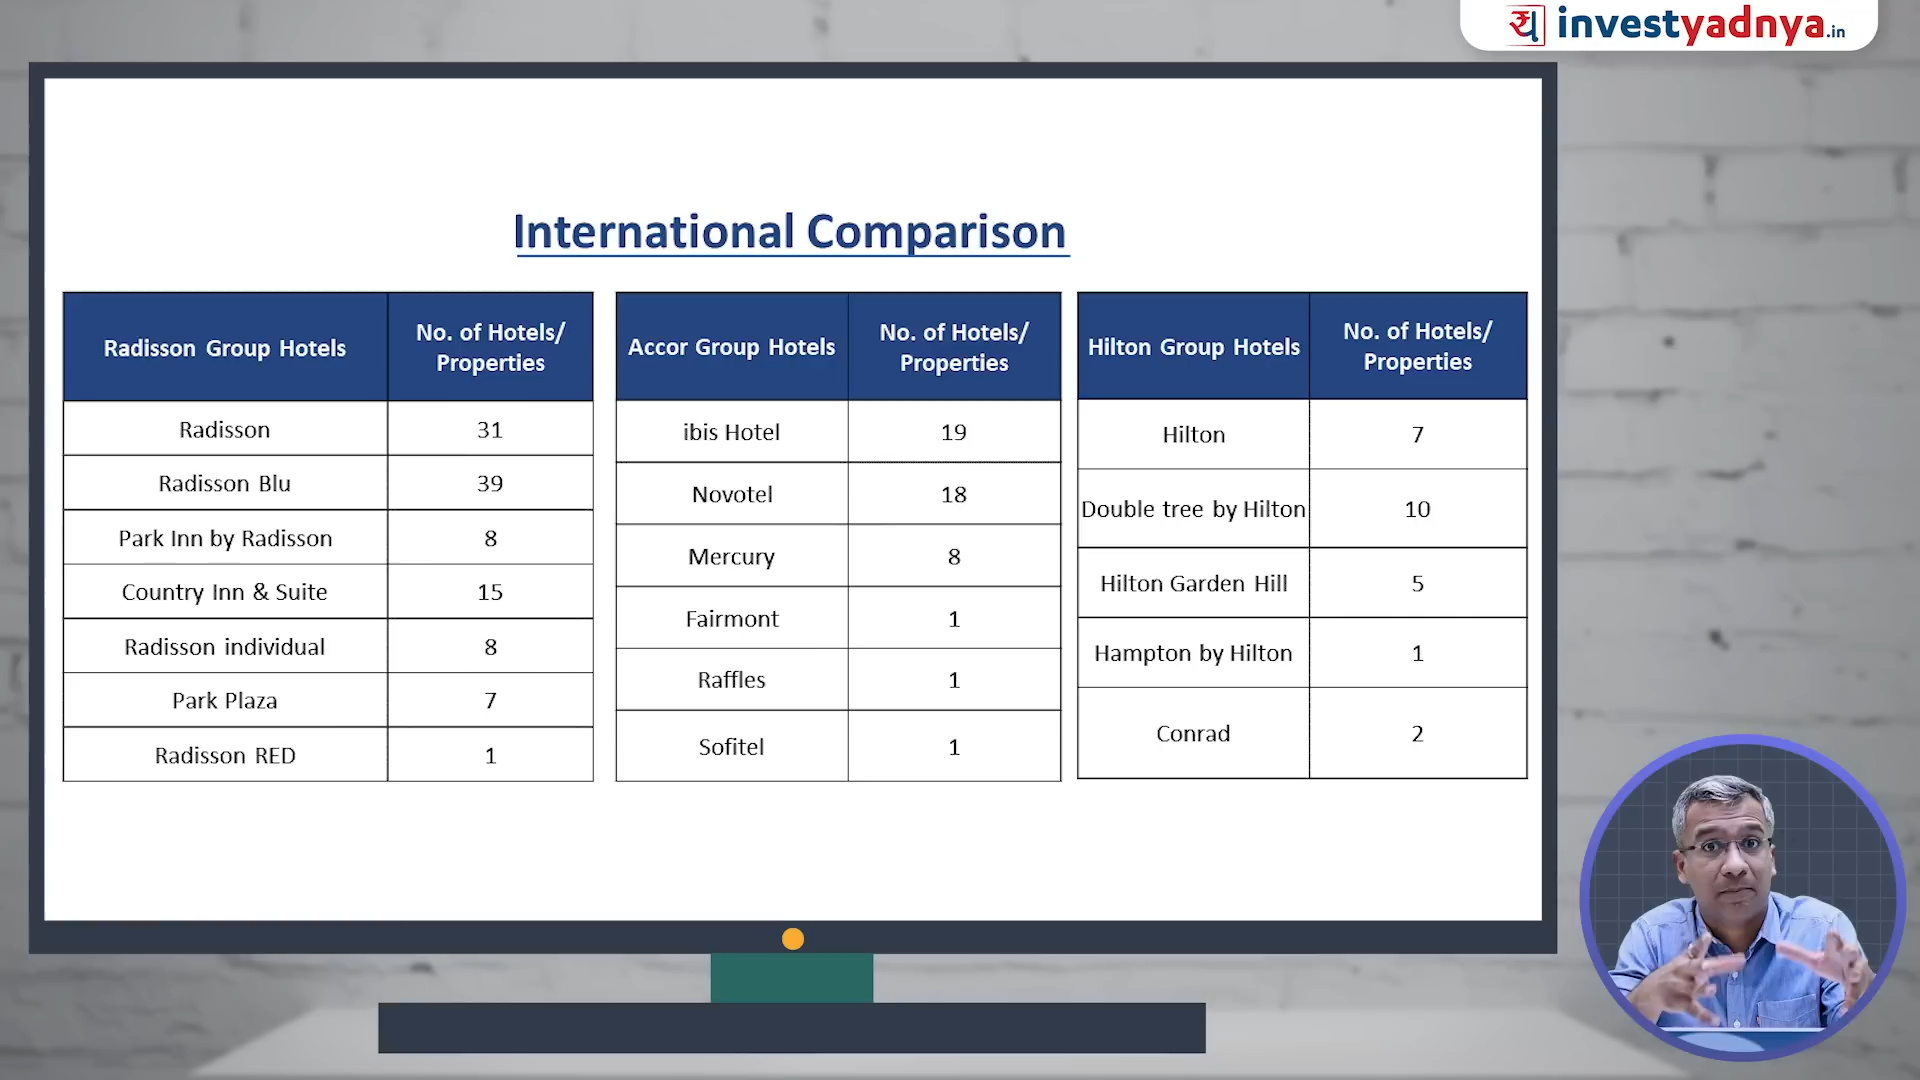 य investyadnya.in
International Comparison
Radisson Group Hotels
No. of Hotels/
Properties
Radisson 31
Radisson Blu 39
Park Inn by Radisson 8
Country Inn & Suite 15
Radisson individual 8
Park Plaza 7
Radisson RED 1
Accor Group Hotels
No. of Hotels/
Properties
ibis Hotel 19
Novotel 18
Mercury 8
Fairmont 1
Raffles 1
Sofitel 1
Hilton Group Hotels
No. of Hotels/
Properties
Hilton 7
Double tree by Hilton 10
Hilton Garden Hill 5
Hampton by Hilton 1
Conrad 2